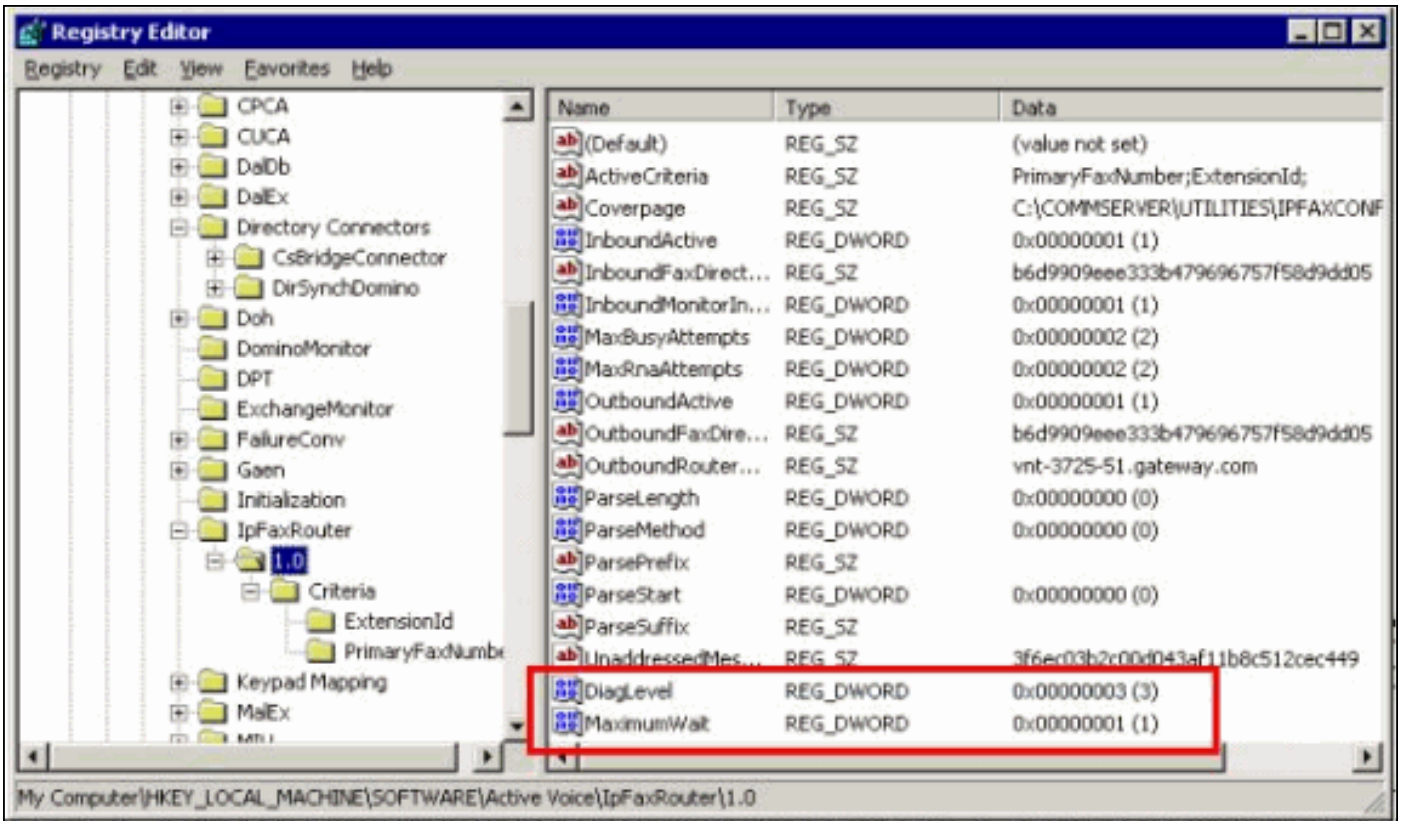 Registry Editor
Registry Edit View Favorites Help
CPCA
CUCA
DalDb
DalEx
Directory Connectors
CsBridgeConnector
DirSynchDomino
Doh
DominoMonitor
DPT
ExchangeMonitor
FailureConv
Gaen
Initialization
IpFaxRouter
1.0
Criteria
ExtensionId
PrimaryFaxNumbe
Keypad Mapping
MalEx
MIU
Name Type Data
(Default) REG_SZ (value not set)
ActiveCriteria REG_SZ PrimaryFaxNumber;ExtensionId;
Coverpage REG_SZ C:\COMMSERVER\UTILITIES\IPFAXCONF
InboundActive REG_DWORD 0x00000001 (1)
InboundFaxDirect... REG_SZ b6d9909eee333b479696757f58d9dd05
InboundMonitorIn... REG_DWORD 0x00000001 (1)
MaxBusyAttempts REG_DWORD 0x00000002 (2)
MaxRnaAttempts REG_DWORD 0x00000002 (2)
OutboundActive REG_DWORD 0x00000001 (1)
OutboundFaxDire... REG_SZ b6d9909eee333b479696757f58d9dd05
OutboundRouter... REG_SZ vnt-3725-51.gateway.com
ParseLength REG_DWORD 0x00000000 (0)
ParseMethod REG_DWORD 0x00000000 (0)
ParsePrefix REG_SZ
ParseStart REG_DWORD 0x00000000 (0)
ParseSuffix REG_SZ
UnaddressedMes... REG_SZ 3f6ec03b2c00d043af11b8c512cec449
DiagLevel REG_DWORD 0x00000003 (3)
MaximumWait REG_DWORD 0x00000001 (1)
My Computer\HKEY_LOCAL_MACHINE\SOFTWARE\Active Voice\IpFaxRouter\1.0